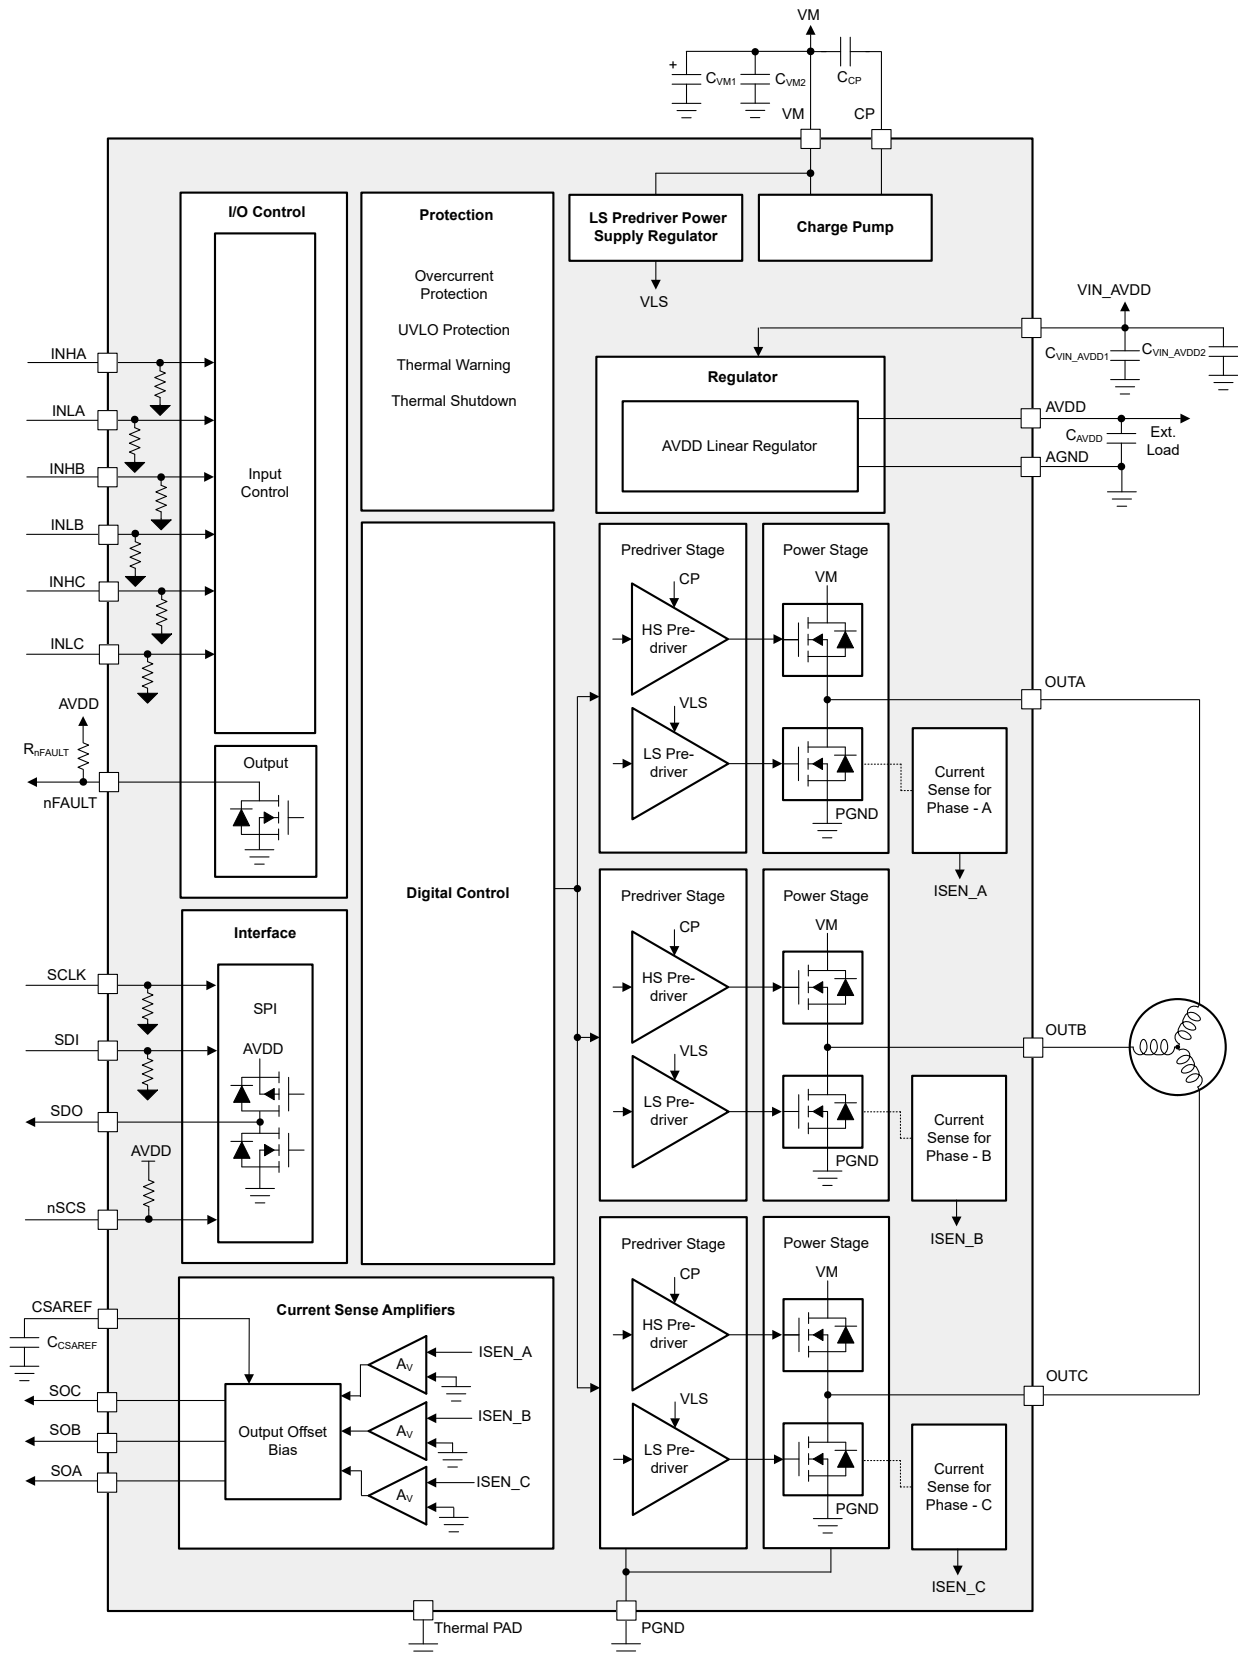 VM
+
CVM1
CVM2
CCP
VM
CP
I/O Control
Protection
LS Predriver Power
Supply Regulator
Charge Pump
VLS
Overcurrent
Protection
UVLO Protection
Thermal Warning
Thermal Shutdown
VIN_AVDD
CVIN_AVDD1
CVIN_AVDD2
Regulator
AVDD Linear Regulator
AVDD
CAVDD
Ext.
Load
AGND
INHA
INLA
INHB
INLB
INHC
INLC
Input
Control
AVDD
RnFAULT
nFAULT
Output
Digital Control
Predriver Stage
CP
HS Pre-
driver
VLS
LS Pre-
driver
Power Stage
VM
PGND
OUTA
Current
Sense for
Phase - A
ISEN_A
Predriver Stage
CP
HS Pre-
driver
VLS
LS Pre-
driver
Power Stage
VM
PGND
OUTB
Current
Sense for
Phase - B
ISEN_B
Interface
SCLK
SDI
SDO
AVDD
nSCS
SPI
AVDD
Predriver Stage
CP
HS Pre-
driver
VLS
LS Pre-
driver
Power Stage
VM
PGND
OUTC
Current
Sense for
Phase - C
ISEN_C
Current Sense Amplifiers
CSAREF
CCSAREF
SOC
SOB
SOA
Output Offset
Bias
AV
ISEN_A
AV
ISEN_B
AV
ISEN_C
Thermal PAD
PGND